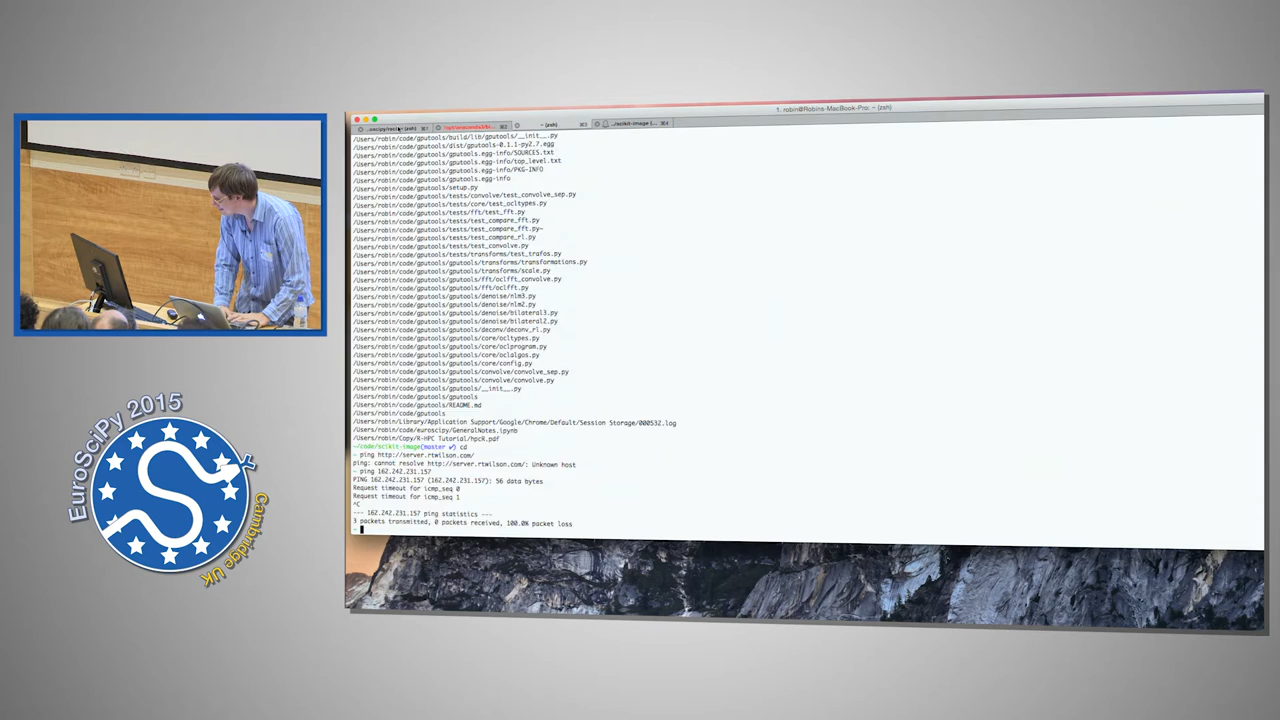 1. robin@Robins-MacBook-Pro: ~ (zsh)
~ (zsh)
../scikit-image (...
/Users/robin/code/gputools/build/lib/gputools/__init__.py
/Users/robin/code/gputools/dist/gputools-0.1.1-py2.7.egg
/Users/robin/code/gputools/gputools.egg-info/SOURCES.txt
/Users/robin/code/gputools/gputools.egg-info/top_level.txt
/Users/robin/code/gputools/gputools.egg-info/PKG-INFO
/Users/robin/code/gputools/gputools.egg-info
/Users/robin/code/gputools/setup.py
/Users/robin/code/gputools/tests/convolve/test_convolve_sep.py
/Users/robin/code/gputools/tests/core/test_ocltypes.py
/Users/robin/code/gputools/tests/fft/test_fft.py
/Users/robin/code/gputools/tests/test_compare_fft.py
/Users/robin/code/gputools/tests/test_compare_fft.py~
/Users/robin/code/gputools/tests/test_compare_rl.py
/Users/robin/code/gputools/tests/test_convolve.py
/Users/robin/code/gputools/tests/transforms/test_trafos.py
/Users/robin/code/gputools/gputools/transforms/transformations.py
/Users/robin/code/gputools/gputools/transforms/scale.py
/Users/robin/code/gputools/gputools/fft/oclfft_convolve.py
/Users/robin/code/gputools/gputools/fft/oclfft.py
/Users/robin/code/gputools/gputools/denoise/nlm3.py
/Users/robin/code/gputools/gputools/denoise/nlm2.py
/Users/robin/code/gputools/gputools/denoise/bilateral3.py
/Users/robin/code/gputools/gputools/denoise/bilateral2.py
/Users/robin/code/gputools/gputools/deconv/deconv_rl.py
/Users/robin/code/gputools/gputools/core/ocltypes.py
/Users/robin/code/gputools/gputools/core/oclprogram.py
/Users/robin/code/gputools/gputools/core/oclalgos.py
/Users/robin/code/gputools/gputools/core/config.py
/Users/robin/code/gputools/gputools/convolve/convolve_sep.py
/Users/robin/code/gputools/gputools/convolve/convolve.py
/Users/robin/code/gputools/gputools/__init__.py
/Users/robin/code/gputools/gputools
/Users/robin/code/gputools/README.md
/Users/robin/code/gputools
/Users/robin/Library/Application Support/Google/Chrome/Default/Session Storage/000532.log
/Users/robin/code/euroscipy/GeneralNotes.ipynb
/Users/robin/Copy/R-HPC Tutorial/hpcR.pdf
~/code/scikit-image(master ✔) cd
~ ping http://server.rtwilson.com/
ping: cannot resolve http://server.rtwilson.com/: Unknown host
~ ping 162.242.231.157
PING 162.242.231.157 (162.242.231.157): 56 data bytes
Request timeout for icmp_seq 0
Request timeout for icmp_seq 1
^C
--- 162.242.231.157 ping statistics ---
3 packets transmitted, 0 packets received, 100.0% packet loss
~
EuroSciPy 2015
Cambridge UK